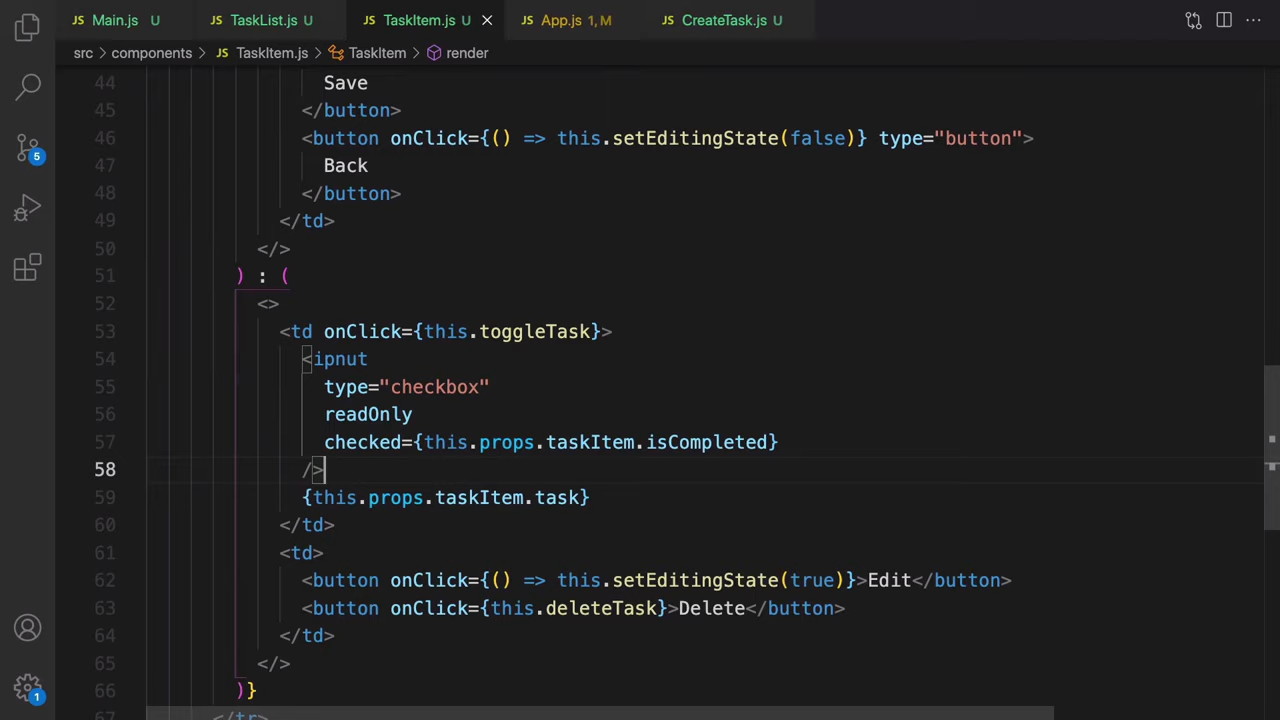 JS Main.js U JS TaskList.js U JS TaskItem.js U JS App.js 1, M JS CreateTask.js U
src > components > JS TaskItem.js > TaskItem > render
44 Save
45 </button>
46 <button onClick={() => this.setEditingState(false)} type="button">
47 Back
48 </button>
49 </td>
50 </>
51 ) : (
52 <>
53 <td onClick={this.toggleTask}>
54 <ipnut
55 type="checkbox"
56 readOnly
57 checked={this.props.taskItem.isCompleted}
58 />
59 {this.props.taskItem.task}
60 </td>
61 <td>
62 <button onClick={() => this.setEditingState(true)}>Edit</button>
63 <button onClick={this.deleteTask}>Delete</button>
64 </td>
65 </>
66 )}
67 </tr>
5
1